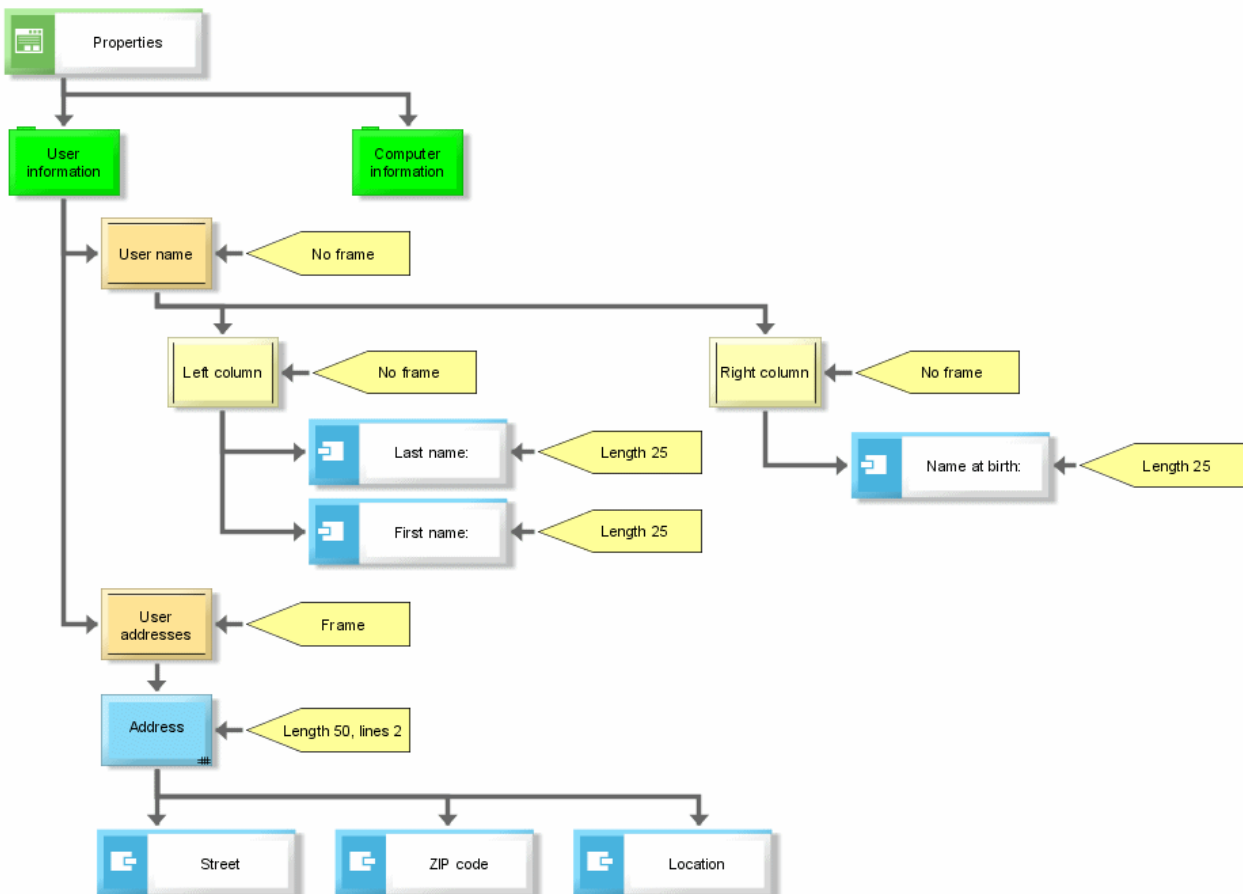 Properties
User
information
Computer
information
User name
No frame
Left column
No frame
Right column
No frame
Last name:
Length 25
Name at birth:
Length 25
First name:
Length 25
User
addresses
Frame
Address
Length 50, lines 2
Street
ZIP code
Location